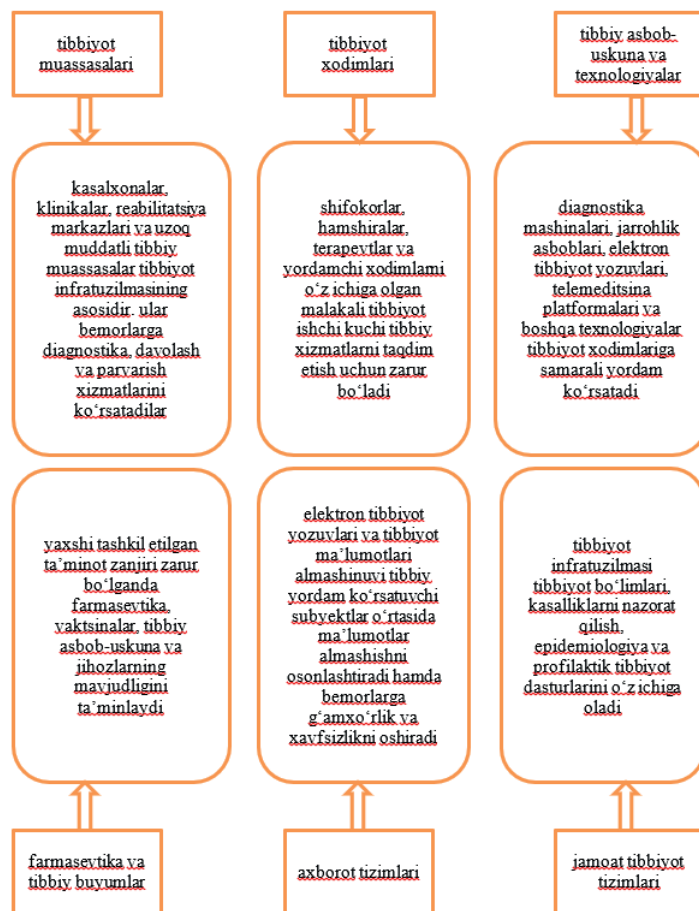 tibbiyot
muassasalari
tibbiyot
xodimlari
tibbiy asbob-
uskuna va
texnologiyalar
kasalxonalar,
klinikalar, reabilitatsiya
markazlari va uzoq
muddatli tibbiy
muassasalar tibbiyot
infratuzilmasining
asosidir. ular
bemorlarga
diagnostika, davolash
va parvarish
xizmatlarini
ko‘rsatadilar
shifokorlar,
hamshiralar,
terapevtlar va
yordamchi xodimlarni
o‘z ichiga olgan
malakali tibbiyot
ishchi kuchi tibbiy
xizmatlarni taqdim
etish uchun zarur
bo‘ladi
diagnostika
mashinalari, jarrohlik
asboblari, elektron
tibbiyot yozuvlari,
telemeditsina
platformalari va
boshqa texnologiyalar
tibbiyot xodimlariga
samarali yordam
ko‘rsatadi
yaxshi tashkil etilgan
ta’minot zanjiri zarur
bo‘lganda
farmasevtika,
vaktsinalar, tibbiy
asbob-uskuna va
jihozlarning
mavjudligini
ta’minlaydi
elektron tibbiyot
yozuvlari va tibbiyot
ma’lumotlari
almashinuvi tibbiy
yordam ko‘rsatuvchi
subyektlar o‘rtasida
ma’lumotlar
almashishni
osonlashtiradi hamda
bemorlarga
g‘amxo‘rlik va
xavfsizlikni oshiradi
tibbiyot
infratuzilmasi
tibbiyot bo‘limlari,
kasalliklarni nazorat
qilish,
epidemiologiya va
profilaktik tibbiyot
dasturlarini o‘z ichiga
oladi
farmasevtika va
tibbiy buyumlar
axborot tizimlari
jamoat tibbiyot
tizimlari